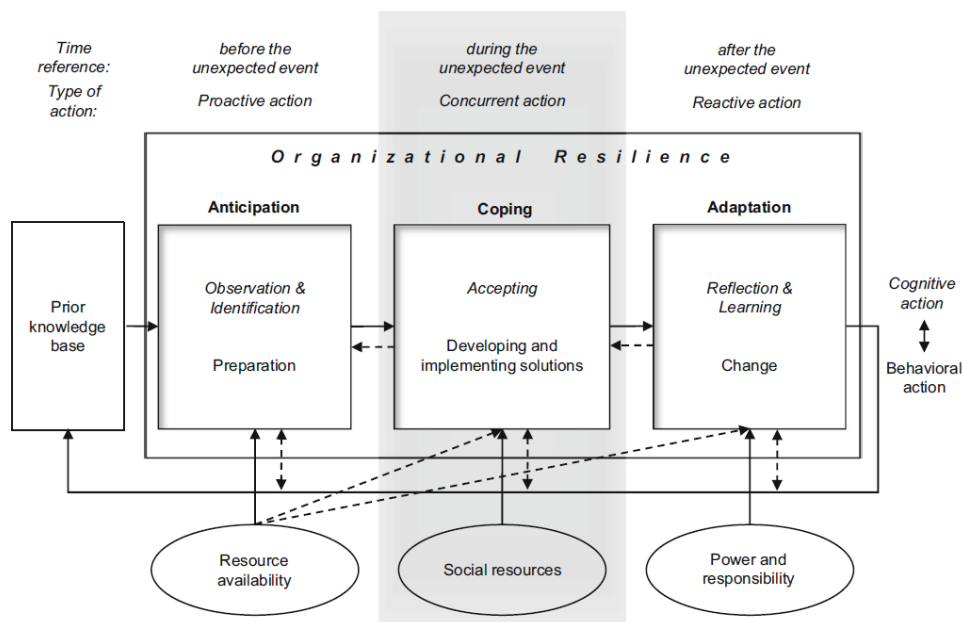 Time
reference:
before the
unexpected event
during the
unexpected event
after the
unexpected event
Type of
action:
Proactive action
Concurrent action
Reactive action
Organizational Resilience
Anticipation
Coping
Adaptation
Prior
knowledge
base
Observation &
Identification
Preparation
Accepting
Developing and
implementing solutions
Reflection &
Learning
Change
Cognitive
action
Behavioral
action
Resource
availability
Social resources
Power and
responsibility